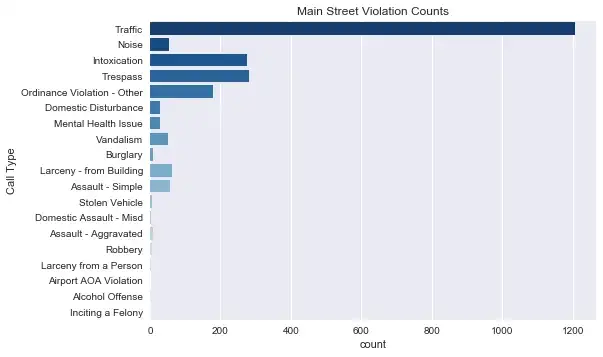 Main Street Violation Counts
Call Type
Traffic
Noise
Intoxication
Trespass
Ordinance Violation - Other
Domestic Disturbance
Mental Health Issue
Vandalism
Burglary
Larceny - from Building
Assault - Simple
Stolen Vehicle
Domestic Assault - Misd
Assault - Aggravated
Robbery
Larceny from a Person
Airport AOA Violation
Alcohol Offense
Inciting a Felony
0 200 400 600 800 1000 1200
count